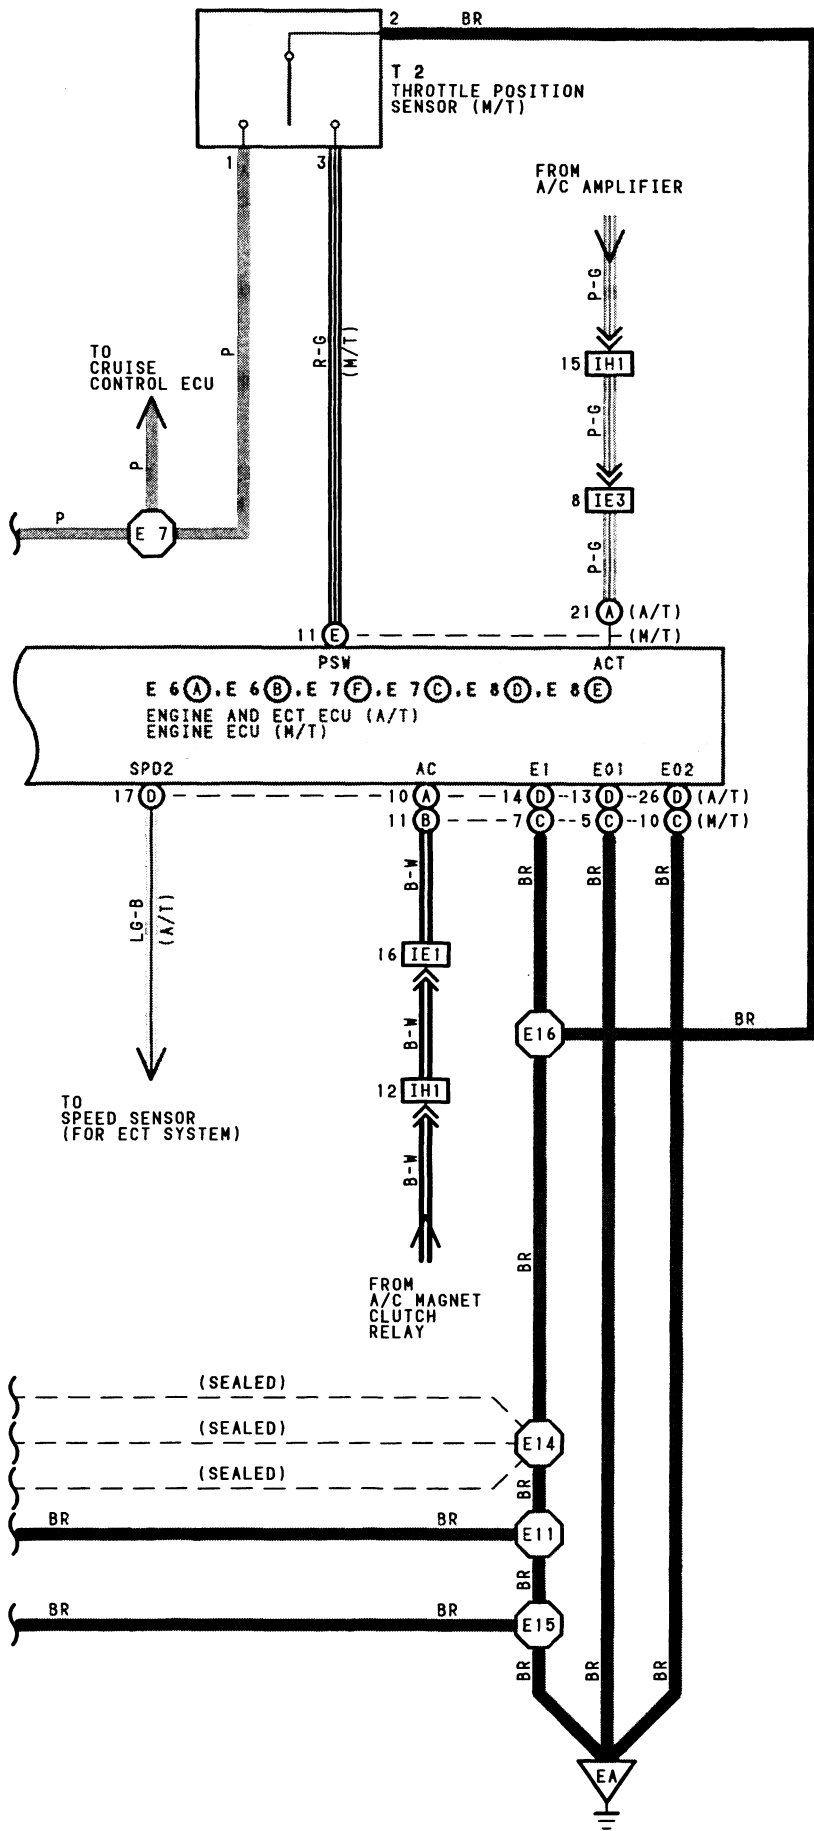 2 BR
T 2
THROTTLE POSITION
SENSOR (M/T)
1 3
FROM
A/C AMPLIFIER
P-G
P
R-G
(M/T)
TO
CRUISE
CONTROL ECU
15 IH1
P-G
P
8 IE3
P
E 7
P-G
21 A (A/T)
11 E (M/T)
PSW ACT
E 6 A, E 6 B, E 7 F, E 7 C, E 8 D, E 8 E
ENGINE AND ECT ECU (A/T)
ENGINE ECU (M/T)
SPD2 AC E1 E01 E02
17 D 10 A 14 D 13 D 26 D (A/T)
11 B 7 C 5 C 10 C (M/T)
B-W BR BR BR
LG-B
(A/T)
16 IE1
B-W
E16 BR
12 IH1
TO
SPEED SENSOR
(FOR ECT SYSTEM)
B-W
BR
FROM
A/C MAGNET
CLUTCH
RELAY
(SEALED)
(SEALED)
E14
(SEALED)
BR
BR BR
E11
BR
BR BR
E15
BR BR BR
EA